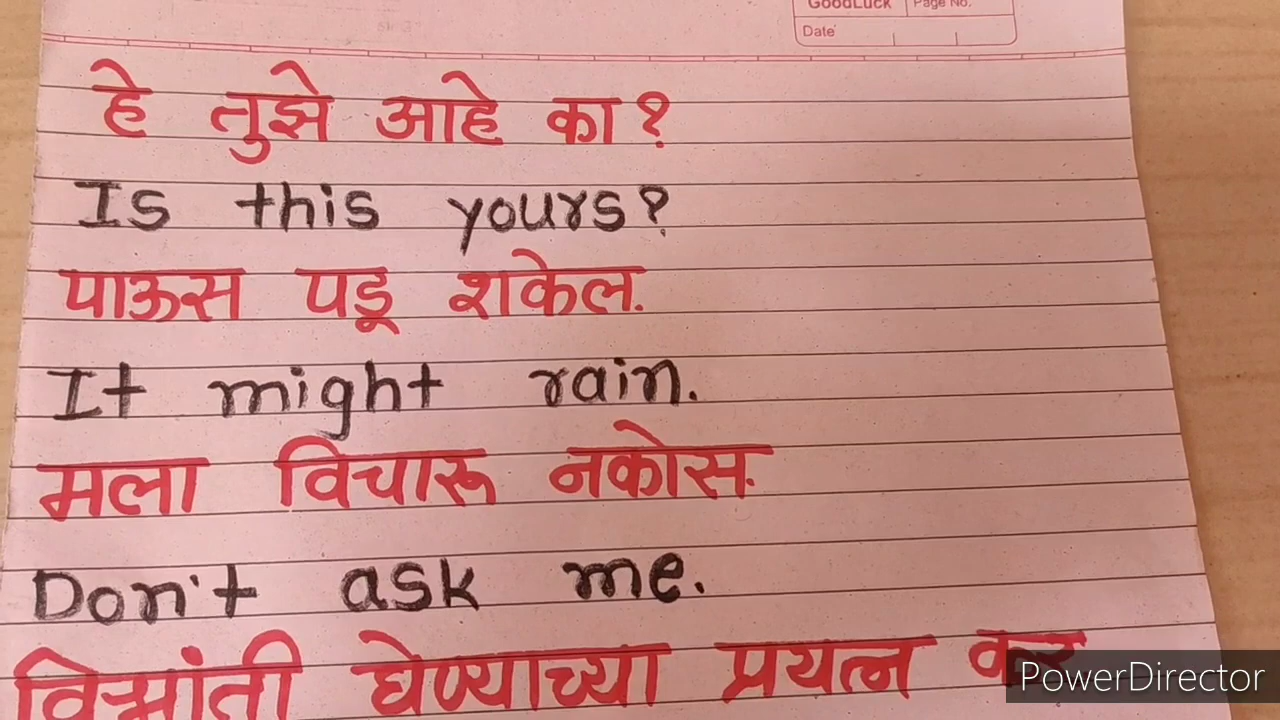 GoodLuck Page No.
Date
हे तुझे आहे का?
Is this yours?
पाऊस पडू शकेल.
It might rain.
मला विचारू नकोस.
Don't ask me.
विश्रांती घेण्याच्या प्रयत्न कर
PowerDirector